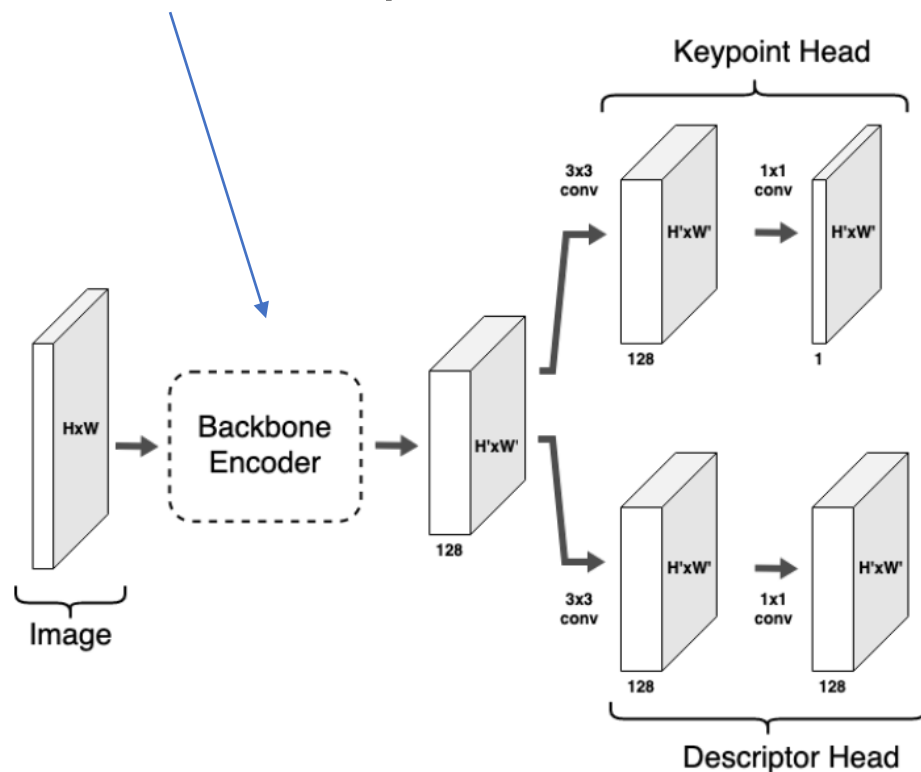 Keypoint Head
3x3
conv
H'xW'
128
1x1
conv
H'xW'
1
HxW
Image
Backbone
Encoder
H'xW'
128
3x3
conv
H'xW'
128
1x1
conv
H'xW'
128
Descriptor Head